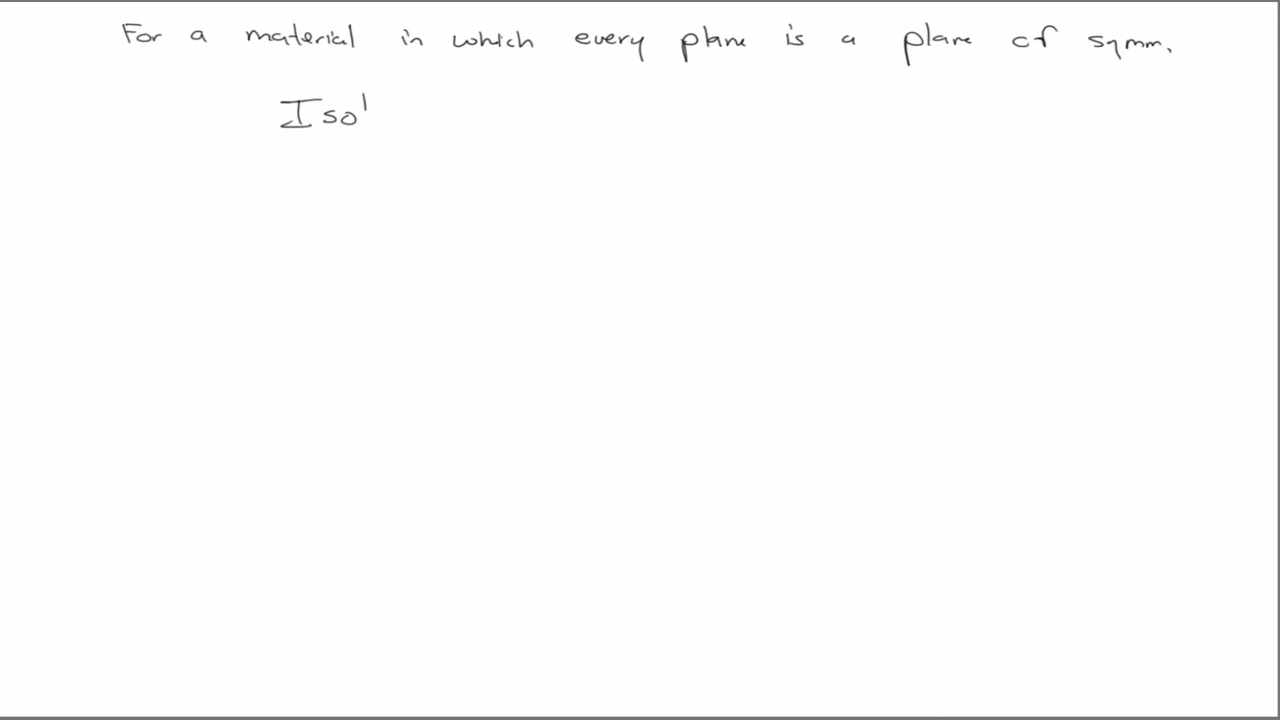 For a material in which every plane is a plane of symm.
Iso